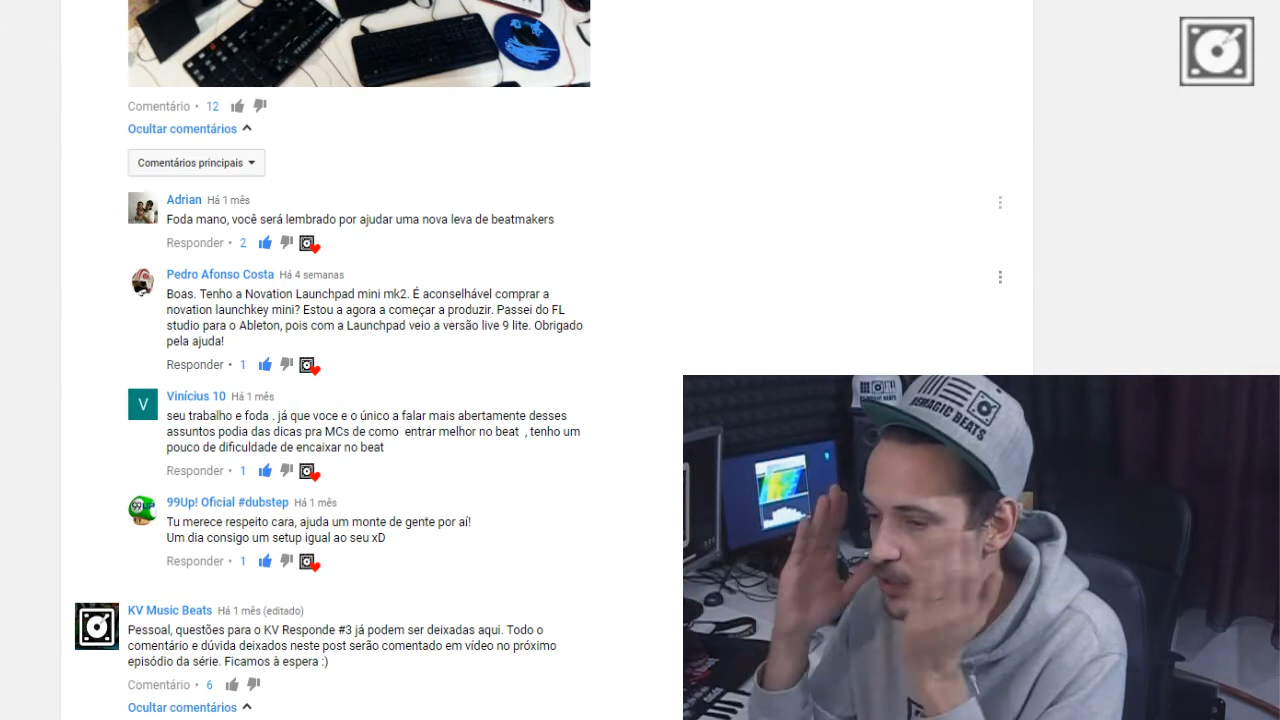 Comentário • 12
Ocultar comentários
Comentários principais
Adrian Há 1 mês
Foda mano, você será lembrado por ajudar uma nova leva de beatmakers
Responder • 2
Pedro Afonso Costa Há 4 semanas
Boas. Tenho a Novation Launchpad mini mk2. É aconselhável comprar a
novation launchkey mini? Estou a agora a começar a produzir. Passei do FL
studio para o Ableton, pois com a Launchpad veio a versão live 9 lite. Obrigado
pela ajuda!
Responder • 1
V
Vinícius 10 Há 1 mês
seu trabalho e foda . já que voce e o único a falar mais abertamente desses
assuntos podia das dicas pra MCs de como entrar melhor no beat , tenho um
pouco de dificuldade de encaixar no beat
Responder • 1
99Up! Oficial #dubstep Há 1 mês
Tu merece respeito cara, ajuda um monte de gente por aí!
Um dia consigo um setup igual ao seu xD
Responder • 1
KV Music Beats Há 1 mês (editado)
Pessoal, questões para o KV Responde #3 já podem ser deixadas aqui. Todo o
comentário e dúvida deixados neste post serão comentado em vídeo no próximo
episódio da série. Ficamos à espera :)
Comentário • 6
Ocultar comentários
BEATS